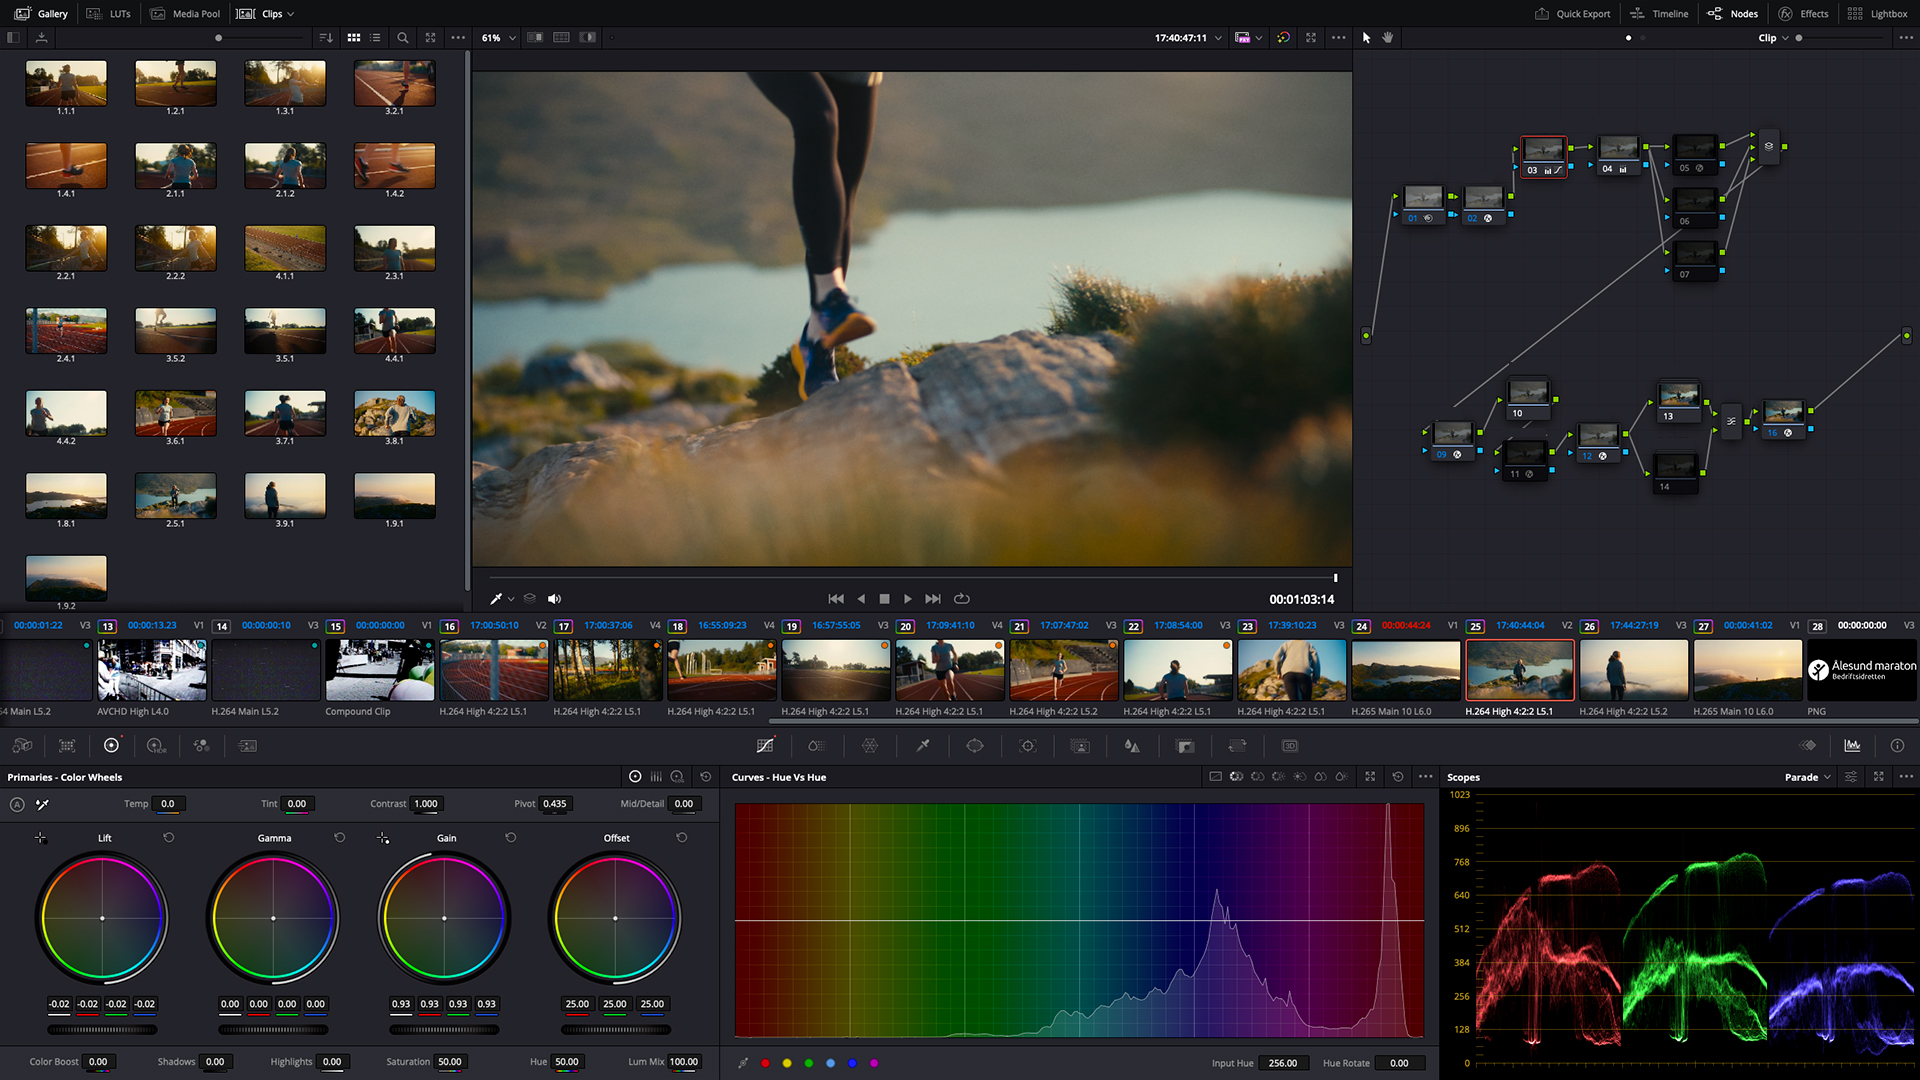 Gallery LUTs Media Pool Clips Quick Export Timeline Nodes Effects Lightbox
61% 17:40:47:11 Clip
1.1.1 1.2.1 1.3.1 3.2.1
1.4.1 2.1.1 2.1.2 1.4.2
2.2.1 2.2.2 4.1.1 2.3.1
2.4.1 3.5.2 3.5.1 4.4.1
4.4.2 3.6.1 3.7.1 3.8.1
1.8.1 2.5.1 3.9.1 1.9.1
1.9.2
03 04 05
01 02 06
07
10 13
09 11 12 14 16
00:01:03:14
00:00:01:22 V3 13 00:00:13:23 V1 14 00:00:00:10 V3 15 00:00:00:00 V1 16 17:00:50:10 V2 17 17:00:37:06 V4 18 16:55:09:23 V4 19 16:57:55:05 V3 20 17:09:41:10 V4 21 17:07:47:02 V3 22 17:08:54:00 V3 23 17:39:10:23 V3 24 00:00:44:24 V1 25 17:40:44:04 V2 26 17:44:27:19 V3 27 00:00:41:02 V1 28 00:00:00:00 V3
Ålesund maraton
Bedriftsidretten
64 Main L5.2 AVCHD High L4.0 H.264 Main L5.2 Compound Clip H.264 High 4:2:2 L5.1 H.264 High 4:2:2 L5.1 H.264 High 4:2:2 L5.1 H.264 High 4:2:2 L5.1 H.264 High 4:2:2 L5.1 H.264 High 4:2:2 L5.2 H.264 High 4:2:2 L5.1 H.264 High 4:2:2 L5.1 H.265 Main 10 L6.0 H.264 High 4:2:2 L5.1 H.264 High 4:2:2 L5.2 H.265 Main 10 L6.0 PNG
HDR 3D
Primaries - Color Wheels Curves - Hue Vs Hue Scopes Parade
A Temp 0.0 Tint 0.00 Contrast 1.000 Pivot 0.435 Mid/Detail 0.00
Lift Gamma Gain Offset
-0.02 -0.02 -0.02 -0.02 0.00 0.00 0.00 0.00 0.93 0.93 0.93 0.93 25.00 25.00 25.00
Color Boost 0.00 Shadows 0.00 Highlights 0.00 Saturation 50.00 Hue 50.00 Lum Mix 100.00
Input Hue 256.00 Hue Rotate 0.00
1023
896
768
640
512
384
256
128
0